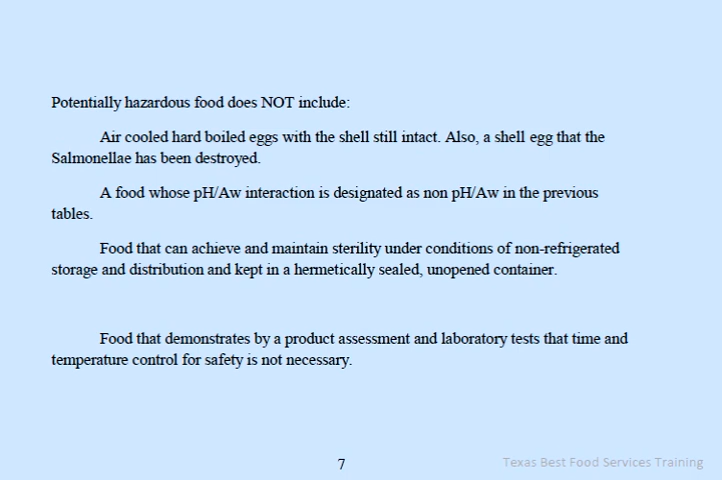 Potentially hazardous food does NOT include:
Air cooled hard boiled eggs with the shell still intact. Also, a shell egg that the
Salmonellae has been destroyed.
A food whose pH/Aw interaction is designated as non pH/Aw in the previous
tables.
Food that can achieve and maintain sterility under conditions of non-refrigerated
storage and distribution and kept in a hermetically sealed, unopened container.
Food that demonstrates by a product assessment and laboratory tests that time and
temperature control for safety is not necessary.
7
Texas Best Food Services Training